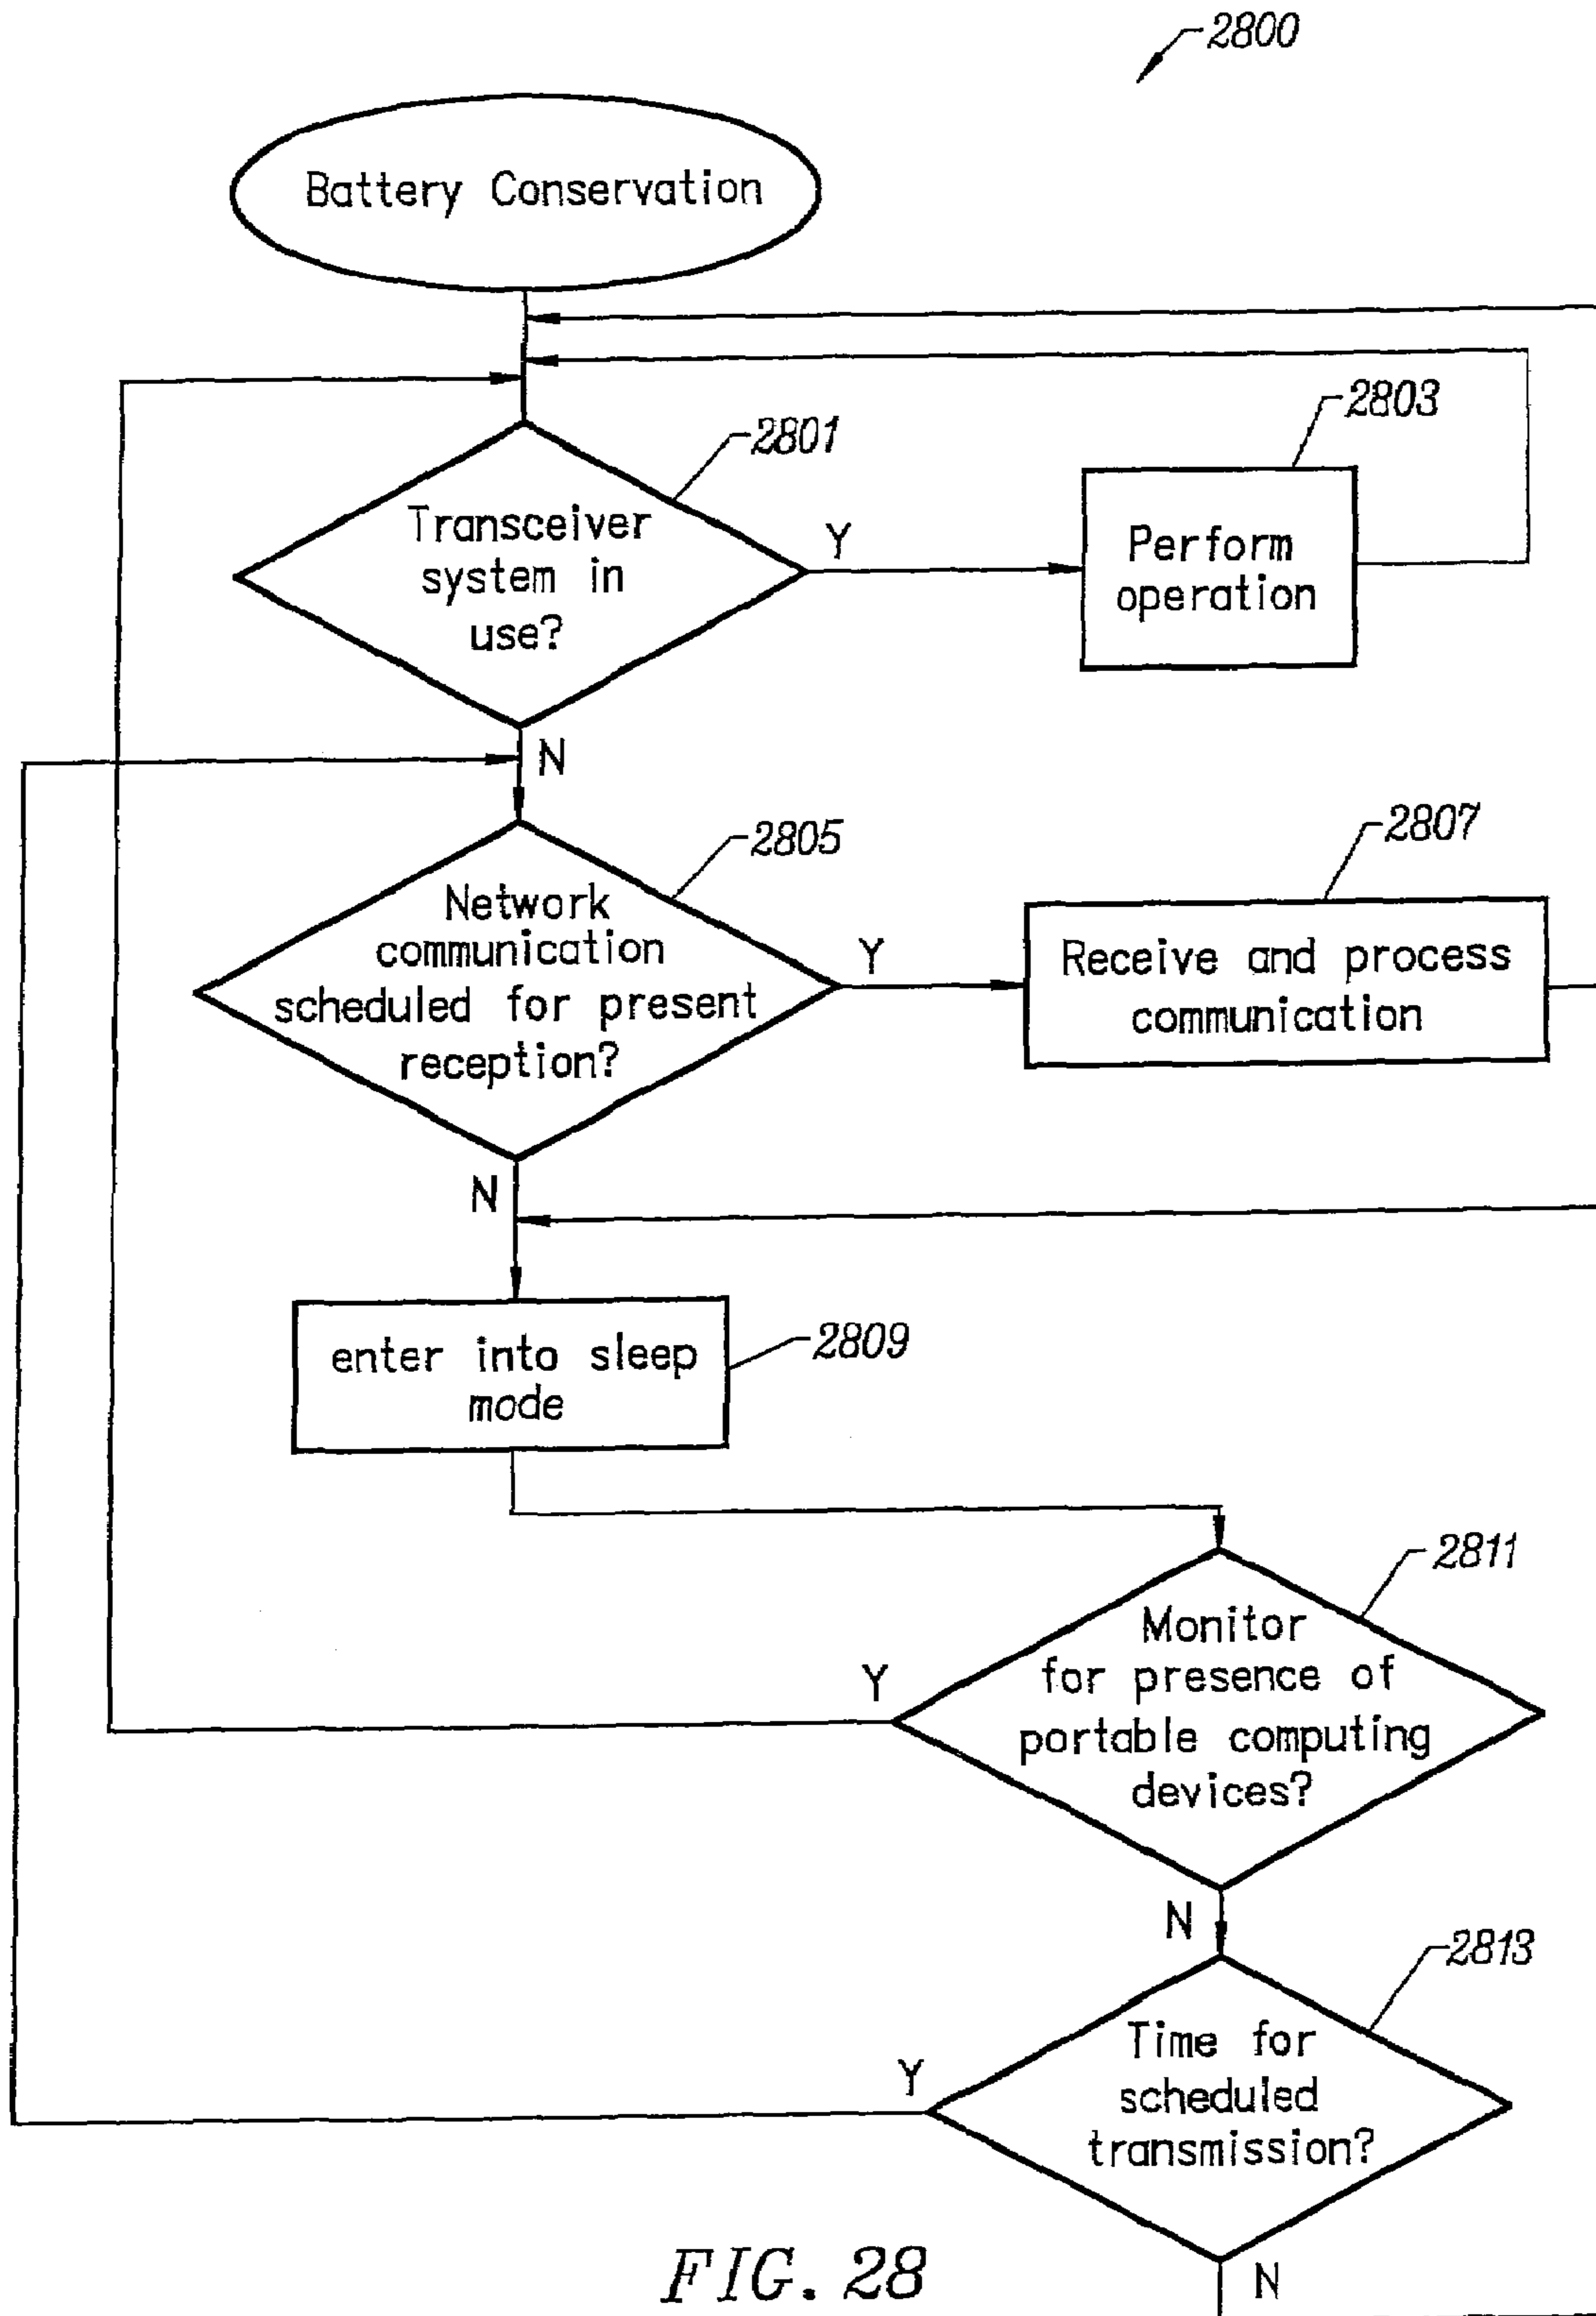 2800
Battery Conservation
2803
2801
Transceiver
system in
use?
Y
Perform
operation
N
2807
2805
Network
communication
scheduled for present
reception?
Y
Receive and process
communication
N
enter into sleep
mode
2809
2811
Monitor
for presence of
portable computing
devices?
Y
N
2813
Time for
scheduled
transmission?
Y
N
FIG. 28